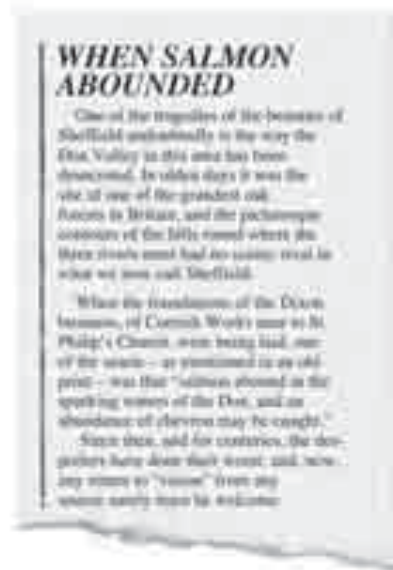 WHEN SALMON
ABOUNDED
One of the tragedies of the beauties of
Sheffield undoubtedly is the way the
Don Valley in this area has been
desecrated. In olden days it was the
site of one of the grandest oak
forests in Britain, and the picturesque
contours of the hills round where the
three rivers meet had no scenic rival in
what we now call Sheffield.
When the foundations of the Dixon
business, of Cornish Works near to St
Philip's Church, were being laid, one
of the - as mentioned in an old
print - was that "salmon abound in the
sparkling waters of the Don, and an
abundance of may be caught."
Since then, and for centuries, the
have done their worst, and, now,
any return to from any
source surely must be welcome.